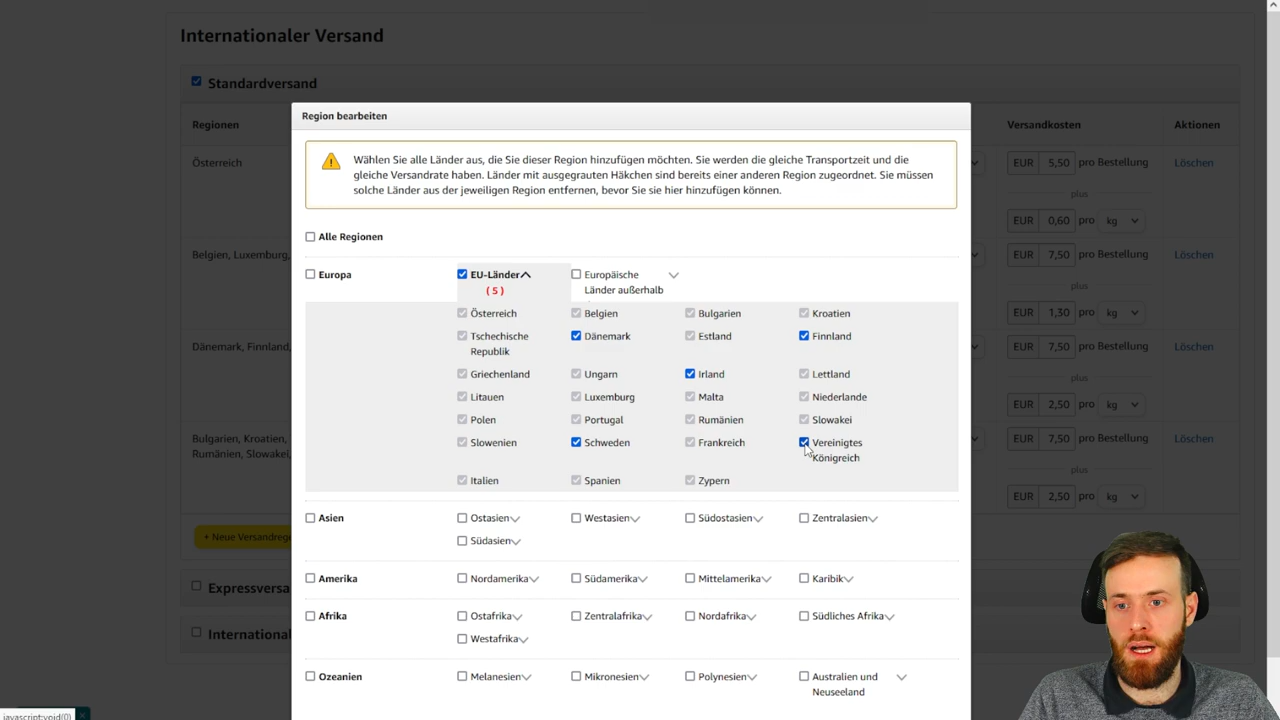 Internationaler Versand
Standardversand
Regionen
Versandkosten
Aktionen
Österreich
EUR 5,50 pro Bestellung
Löschen
plus
EUR 0,60 pro kg
Belgien, Luxemburg,
EUR 7,50 pro Bestellung
Löschen
plus
EUR 1,30 pro kg
Dänemark, Finnland,
EUR 7,50 pro Bestellung
Löschen
plus
EUR 2,50 pro kg
Bulgarien, Kroatien,
Rumänien, Slowakei,
EUR 7,50 pro Bestellung
Löschen
plus
EUR 2,50 pro kg
+ Neue Versandrege
Expressversa
International
Region bearbeiten
Wählen Sie alle Länder aus, die Sie dieser Region hinzufügen möchten. Sie werden die gleiche Transportzeit und die
gleiche Versandrate haben. Länder mit ausgegrauten Häkchen sind bereits einer anderen Region zugeordnet. Sie müssen
solche Länder aus der jeweiligen Region entfernen, bevor Sie sie hier hinzufügen können.
Alle Regionen
Europa
EU-Länder
( 5 )
Europäische
Länder außerhalb
Österreich Belgien Bulgarien Kroatien
Tschechische
Republik
Dänemark Estland Finnland
Griechenland Ungarn Irland Lettland
Litauen Luxemburg Malta Niederlande
Polen Portugal Rumänien Slowakei
Slowenien Schweden Frankreich Vereinigtes
Königreich
Italien Spanien Zypern
Asien Ostasien Westasien Südostasien Zentralasien
Südasien
Amerika Nordamerika Südamerika Mittelamerika Karibik
Afrika Ostafrika Zentralafrika Nordafrika Südliches Afrika
Westafrika
Ozeanien Melanesien Mikronesien Polynesien Australien und
Neuseeland
javascript:void(0)